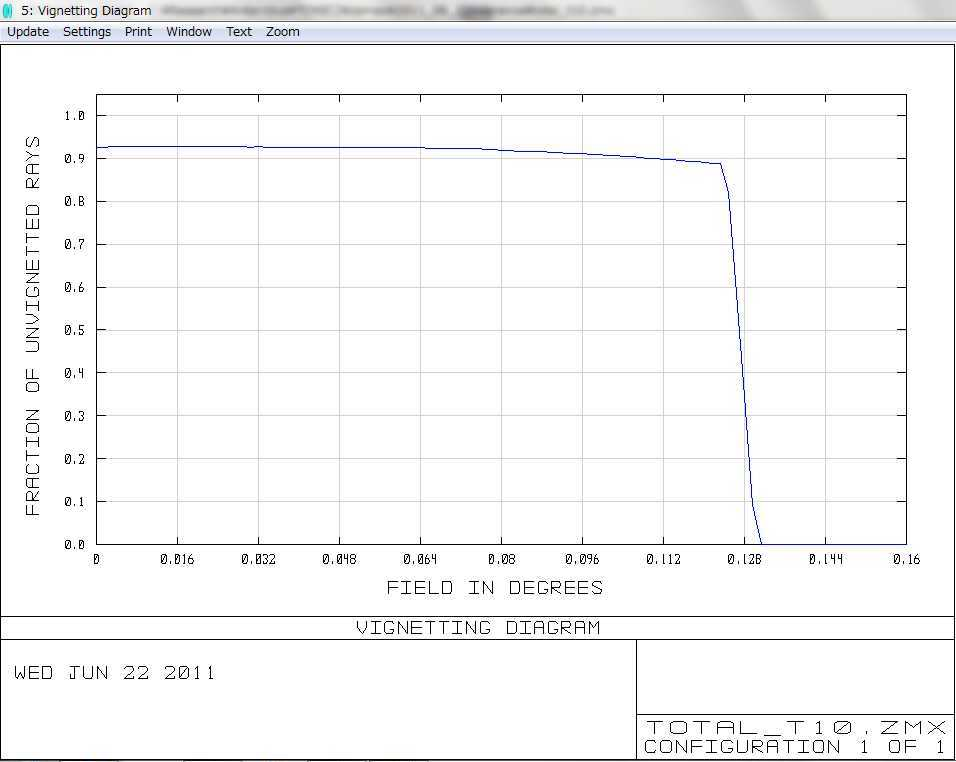 5: Vignetting Diagram
Update Settings Print Window Text Zoom
FRACTION OF UNVIGNETTED RAYS
1.0
0.9
0.8
0.7
0.6
0.5
0.4
0.3
0.2
0.1
0.0
0 0.016 0.032 0.048 0.064 0.08 0.096 0.112 0.128 0.144 0.16
FIELD IN DEGREES
VIGNETTING DIAGRAM
WED JUN 22 2011
TOTAL_T10.ZMX
CONFIGURATION 1 OF 1